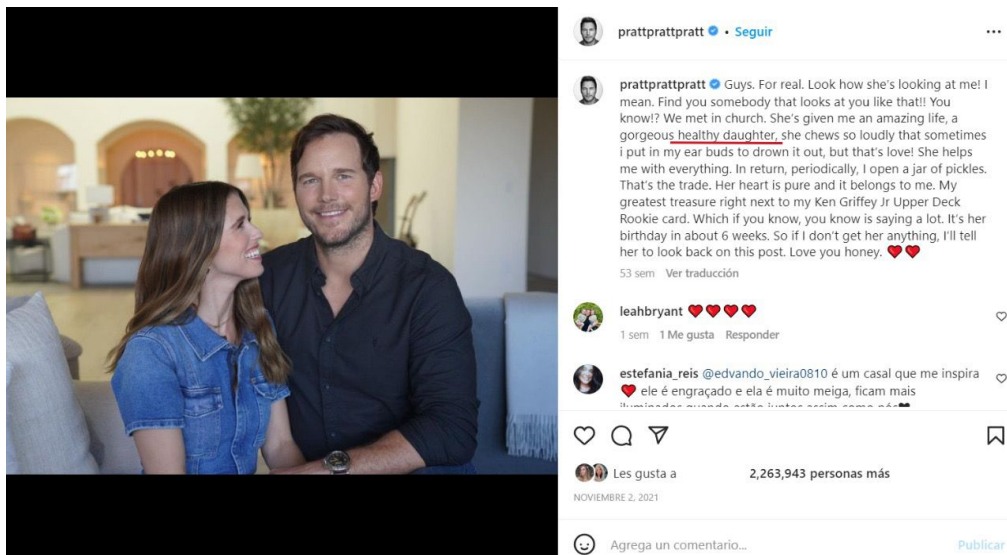 prattprattpratt • Seguir
prattprattpratt Guys. For real. Look how she's looking at me! I
mean. Find you somebody that looks at you like that!! You
know!? We met in church. She's given me an amazing life, a
gorgeous healthy daughter, she chews so loudly that sometimes
i put in my ear buds to drown it out, but that's love! She helps
me with everything. In return, periodically, I open a jar of pickles.
That's the trade. Her heart is pure and it belongs to me. My
greatest treasure right next to my Ken Griffey Jr Upper Deck
Rookie card. Which if you know, you know is saying a lot. It's her
birthday in about 6 weeks. So if I don't get her anything, I'll tell
her to look back on this post. Love you honey. ❤️❤️
53 sem Ver traducción
leahbryant ❤️❤️❤️❤️
1 sem 1 Me gusta Responder
estefania_reis @edvando_vieira0810 é um casal que me inspira
❤️ ele é engraçado e ela é muito meiga, ficam mais
iluminados quando estão juntos assim como nós🖤
Les gusta a 2,263,943 personas más
NOVIEMBRE 2, 2021
Agrega un comentario...
Publicar